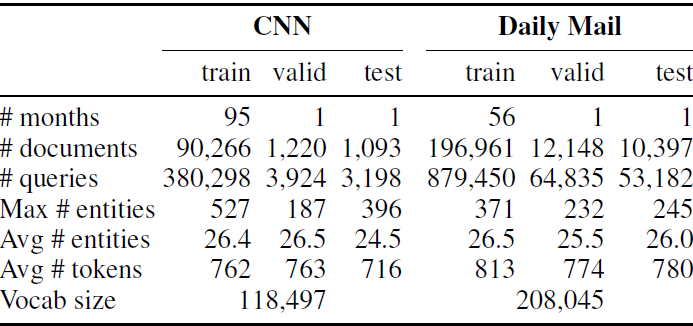 CNN Daily Mail
train valid test train valid test
# months 95 1 1 56 1 1
# documents 90,266 1,220 1,093 196,961 12,148 10,397
# queries 380,298 3,924 3,198 879,450 64,835 53,182
Max # entities 527 187 396 371 232 245
Avg # entities 26.4 26.5 24.5 26.5 25.5 26.0
Avg # tokens 762 763 716 813 774 780
Vocab size 118,497 208,045